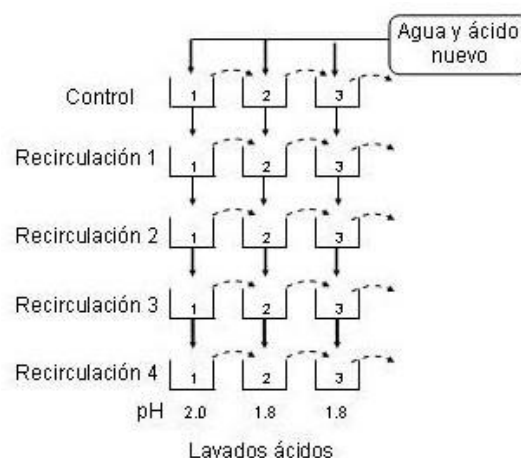 Agua y ácido
nuevo
Control 1 2 3
Recirculación 1 1 2 3
Recirculación 2 1 2 3
Recirculación 3 1 2 3
Recirculación 4 1 2 3
pH 2.0 1.8 1.8
Lavados ácidos